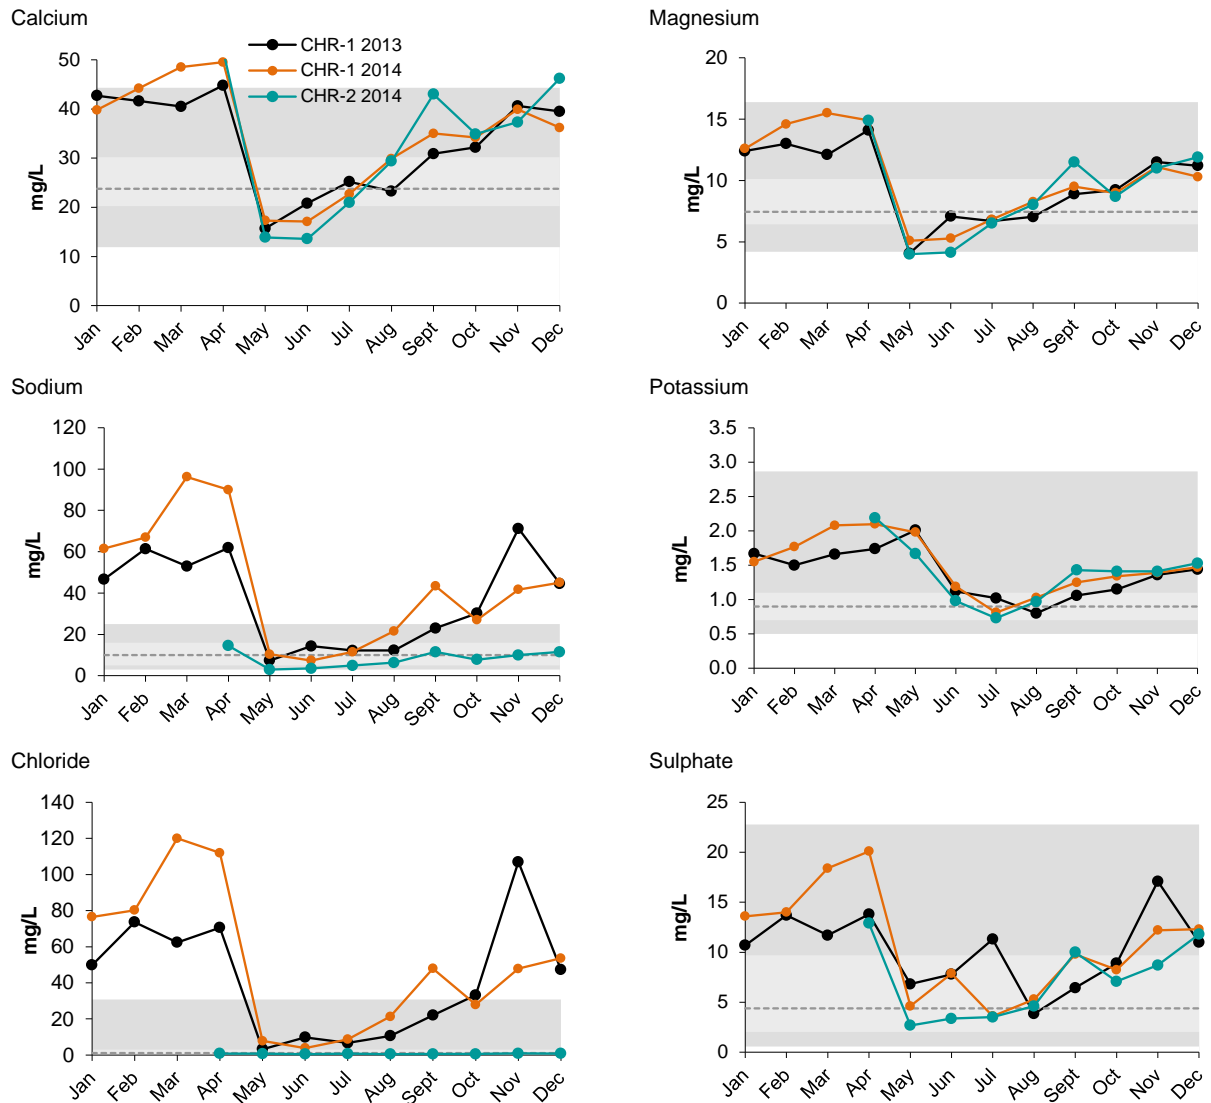 Calcium
CHR-1 2013
CHR-1 2014
CHR-2 2014
mg/L
50
40
30
20
10
0
Jan Feb Mar Apr May Jun Jul Aug Sept Oct Nov Dec
Magnesium
mg/L
20
15
10
5
0
Jan Feb Mar Apr May Jun Jul Aug Sept Oct Nov Dec
Sodium
mg/L
120
100
80
60
40
20
0
Jan Feb Mar Apr May Jun Jul Aug Sept Oct Nov Dec
Potassium
mg/L
3.5
3.0
2.5
2.0
1.5
1.0
0.5
0.0
Jan Feb Mar Apr May Jun Jul Aug Sept Oct Nov Dec
Chloride
mg/L
140
120
100
80
60
40
20
0
Jan Feb Mar Apr May Jun Jul Aug Sept Oct Nov Dec
Sulphate
mg/L
25
20
15
10
5
0
Jan Feb Mar Apr May Jun Jul Aug Sept Oct Nov Dec